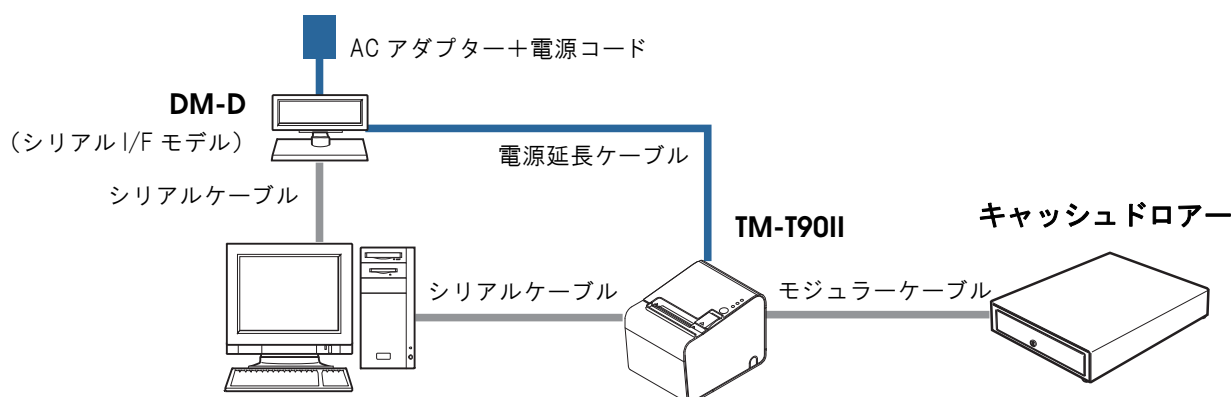 AC アダプター＋電源コード
DM-D
（シリアル I/F モデル）
電源延長ケーブル
シリアルケーブル
TM-T90II
キャッシュドロアー
シリアルケーブル
モジュラーケーブル